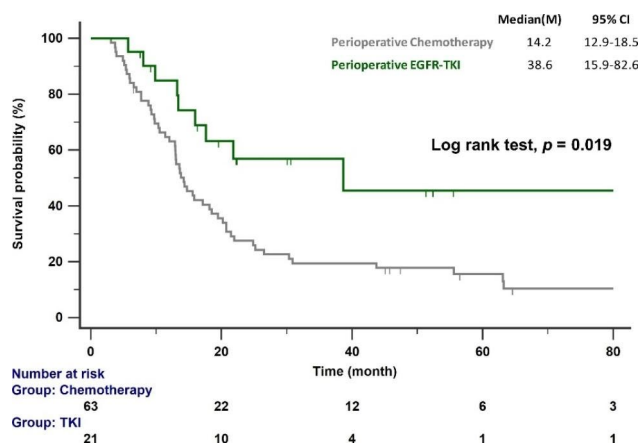 Median(M) 95% CI
Perioperative Chemotherapy 14.2 12.9-18.5
Perioperative EGFR-TKI 38.6 15.9-82.6
Log rank test, p = 0.019
Survival probability (%)
100
80
60
40
20
0
0 20 40 60 80
Time (month)
Number at risk
Group: Chemotherapy
63 22 12 6 3
Group: TKI
21 10 4 1 1